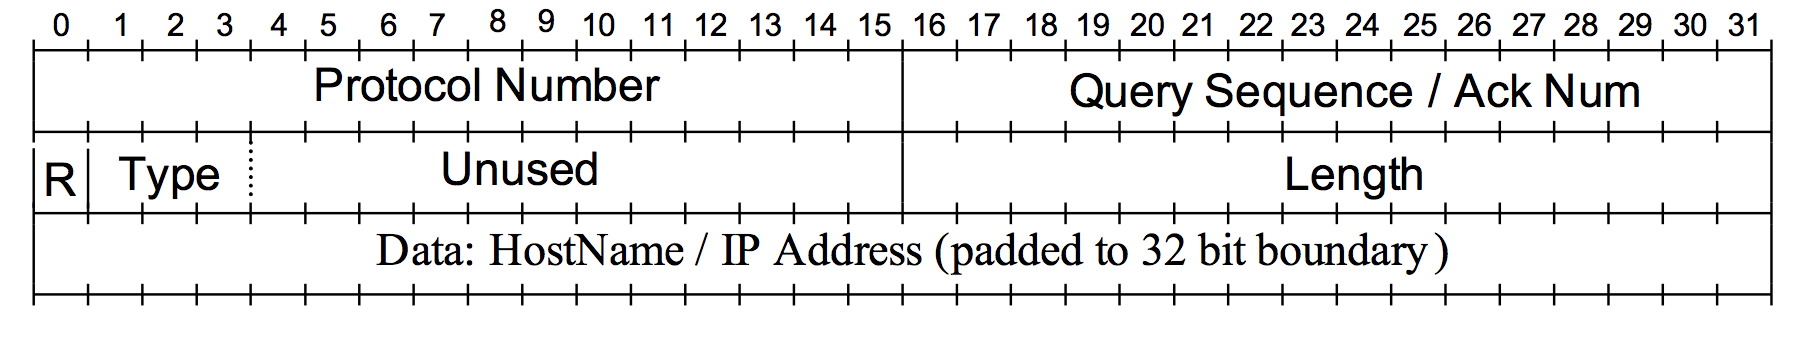 0 1 2 3 4 5 6 7 8 9 10 11 12 13 14 15 16 17 18 19 20 21 22 23 24 25 26 27 28 29 30 31
Protocol Number Query Sequence / Ack Num
R Type Unused Length
Data: HostName / IP Address (padded to 32 bit boundary)